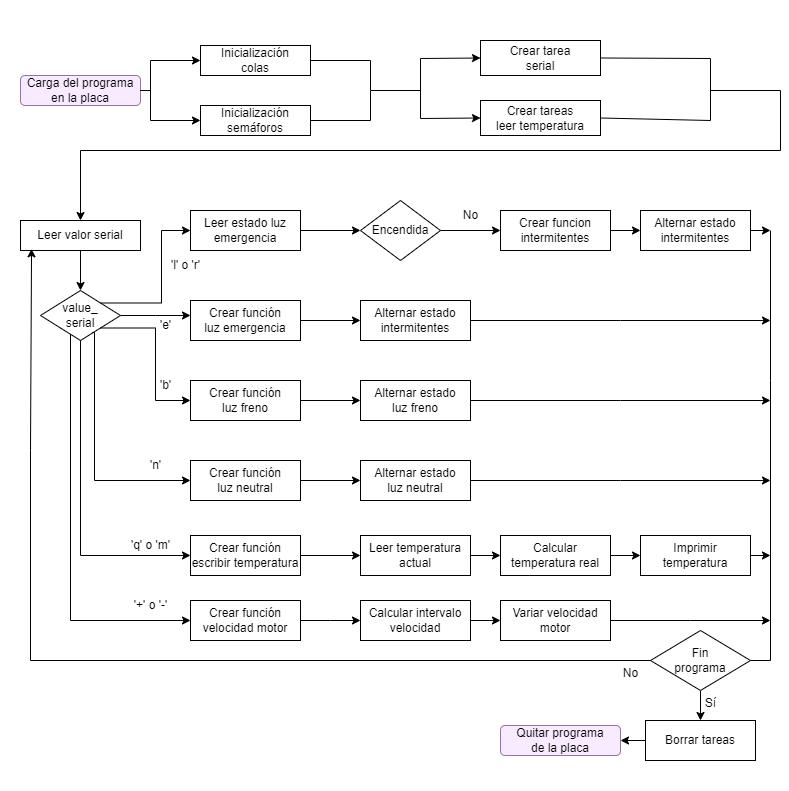 Carga del programa
en la placa
Inicialización
colas
Inicialización
semáforos
Crear tarea
serial
Crear tareas
leer temperatura
Leer valor serial
value_
serial
'l' o 'r'
Leer estado luz
emergencia
Encendida
No
Crear funcion
intermitentes
Alternar estado
intermitentes
'e'
Crear función
luz emergencia
Alternar estado
intermitentes
'b'
Crear función
luz freno
Alternar estado
luz freno
'n'
Crear función
luz neutral
Alternar estado
luz neutral
'q' o 'm'
Crear función
escribir temperatura
Leer temperatura
actual
Calcular
temperatura real
Imprimir
temperatura
'+' o '-'
Crear función
velocidad motor
Calcular intervalo
velocidad
Variar velocidad
motor
Fin
programa
No
Sí
Borrar tareas
Quitar programa
de la placa